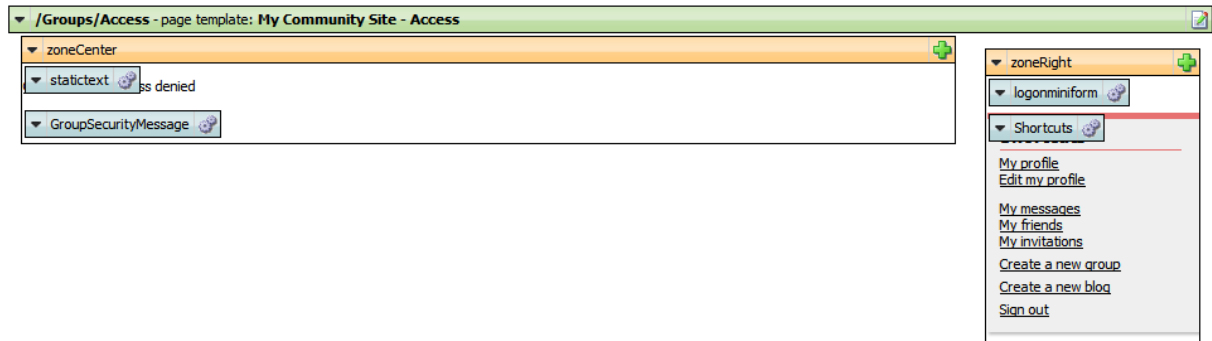 /Groups/Access - page template: My Community Site - Access
zoneCenter
statictext
ss denied
GroupSecurityMessage
zoneRight
logonminiform
Shortcuts
My profile
Edit my profile
My messages
My friends
My invitations
Create a new group
Create a new blog
Sign out